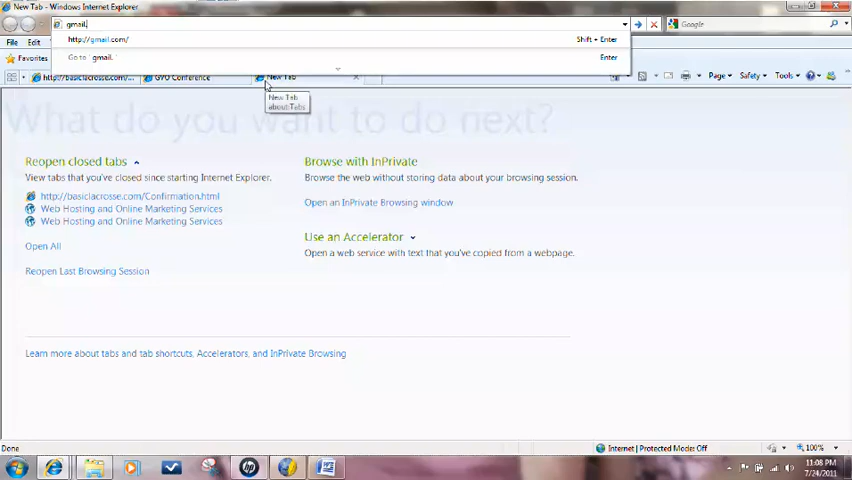 New Tab - Windows Internet Explorer
gmail.
Google
http://gmail.com/ Shift + Enter
Go to 'gmail.' Enter
File Edit
Favorites
http://basiclacrosse.com/ GVO Conference New Tab
Page Safety Tools
New Tab
about:Tabs
What do you want to do next?
Reopen closed tabs
View tabs that you've closed since starting Internet Explorer.
http://basiclacrosse.com/Confirmation.html
Web Hosting and Online Marketing Services
Web Hosting and Online Marketing Services
Open All
Reopen Last Browsing Session
Browse with InPrivate
Browse the web without storing data about your browsing session.
Open an InPrivate Browsing window
Use an Accelerator
Open a web service with text that you've copied from a webpage.
Learn more about tabs and tab shortcuts, Accelerators, and InPrivate Browsing
Done Internet | Protected Mode: Off 100%
11:08 PM
7/24/2011